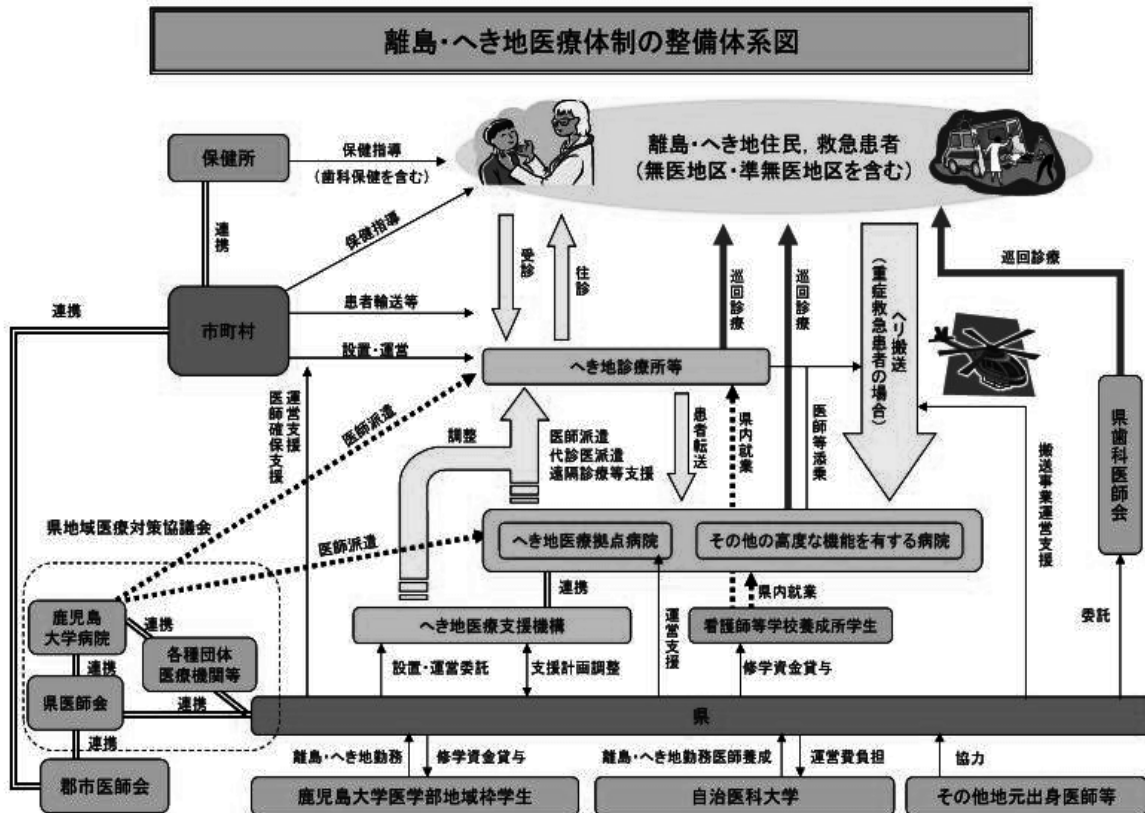 離島・へき地医療体制の整備体系図
離島・へき地住民，救急患者
（無医地区・準無医地区を含む）
保健所
保健指導
（歯科保健を含む）
連携
保健指導
受診
往診
巡回診療
巡回診療
ヘリ搬送
（重症救急患者の場合）
巡回診療
連携
市町村
患者輸送等
設置・運営
へき地診療所等
運営支援
医師確保支援
医師派遣
調整
医師派遣
代診医派遣
遠隔診療等支援
患者転送
県内就業
医師等添乗
搬送事業運営支援
県歯科医師会
県地域医療対策協議会
医師派遣
へき地医療拠点病院
その他の高度な機能を有する病院
連携
県内就業
鹿児島
大学病院
連携
各種団体
医療機関等
へき地医療支援機構
運営支援
看護師等学校養成所学生
委託
連携
設置・運営委託
支援計画調整
修学資金貸与
県医師会
連携
県
連携
離島・へき地勤務
修学資金貸与
離島・へき地勤務医師養成
運営費負担
協力
郡市医師会
鹿児島大学医学部地域枠学生
自治医科大学
その他地元出身医師等